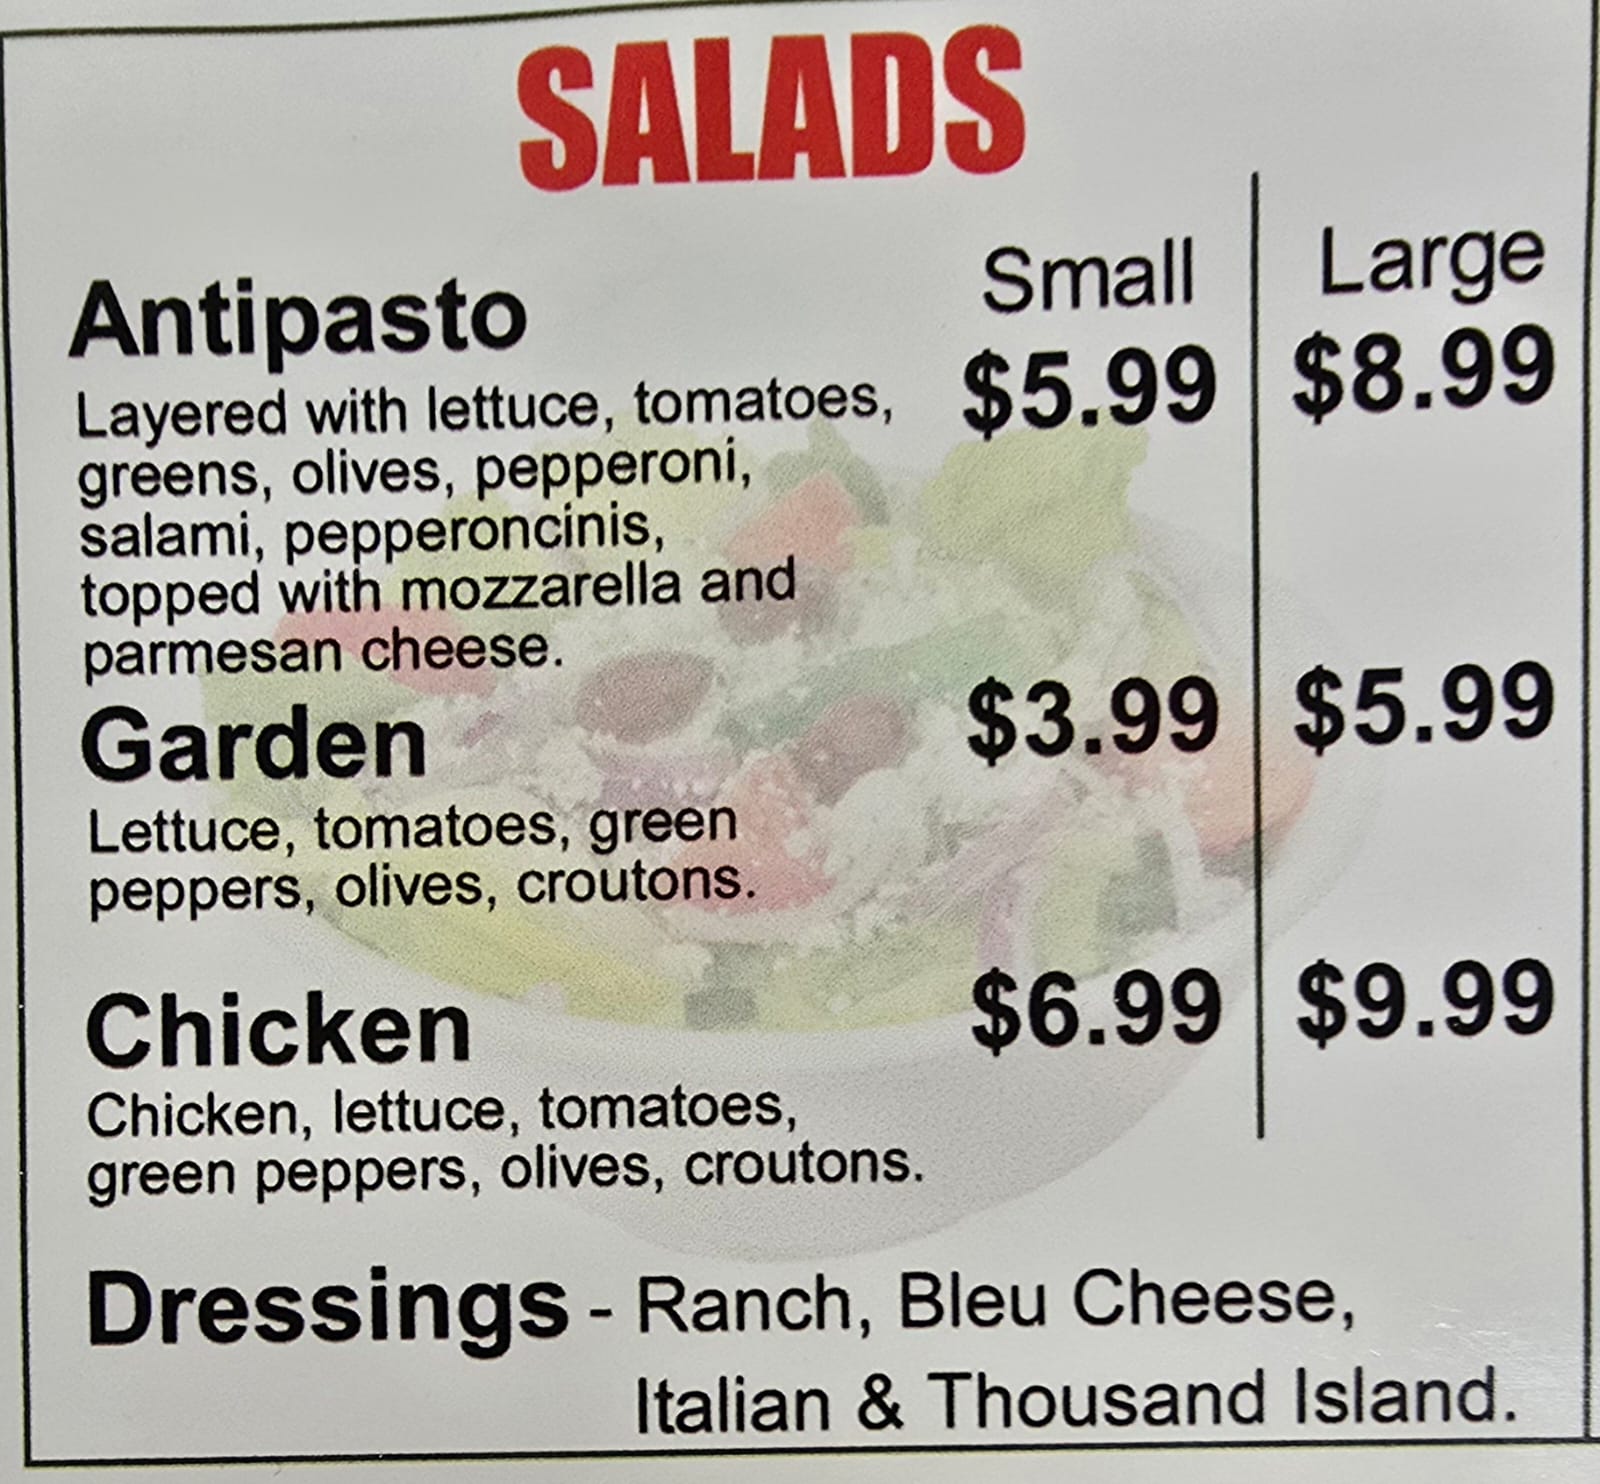 SALADS
Small Large
Antipasto $5.99 $8.99
Layered with lettuce, tomatoes,
greens, olives, pepperoni,
salami, pepperoncinis,
topped with mozzarella and
parmesan cheese.
Garden $3.99 $5.99
Lettuce, tomatoes, green
peppers, olives, croutons.
Chicken $6.99 $9.99
Chicken, lettuce, tomatoes,
green peppers, olives, croutons.
Dressings - Ranch, Bleu Cheese,
Italian & Thousand Island.